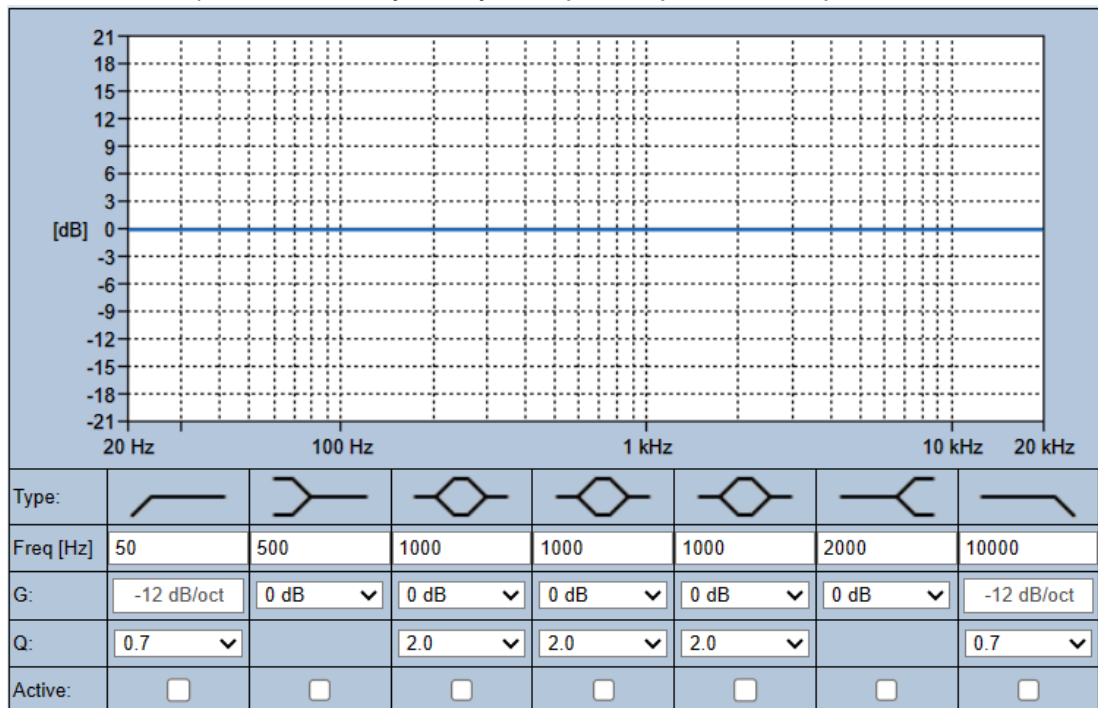 21
18
15
12
9
6
3
[dB] 0
-3
-6
-9
-12
-15
-18
-21
20 Hz 100 Hz 1 kHz 10 kHz 20 kHz
Type:
Freq [Hz] 50 500 1000 1000 1000 2000 10000
G: -12 dB/oct 0 dB 0 dB 0 dB 0 dB 0 dB -12 dB/oct
Q: 0.7 2.0 2.0 2.0 0.7
Active: